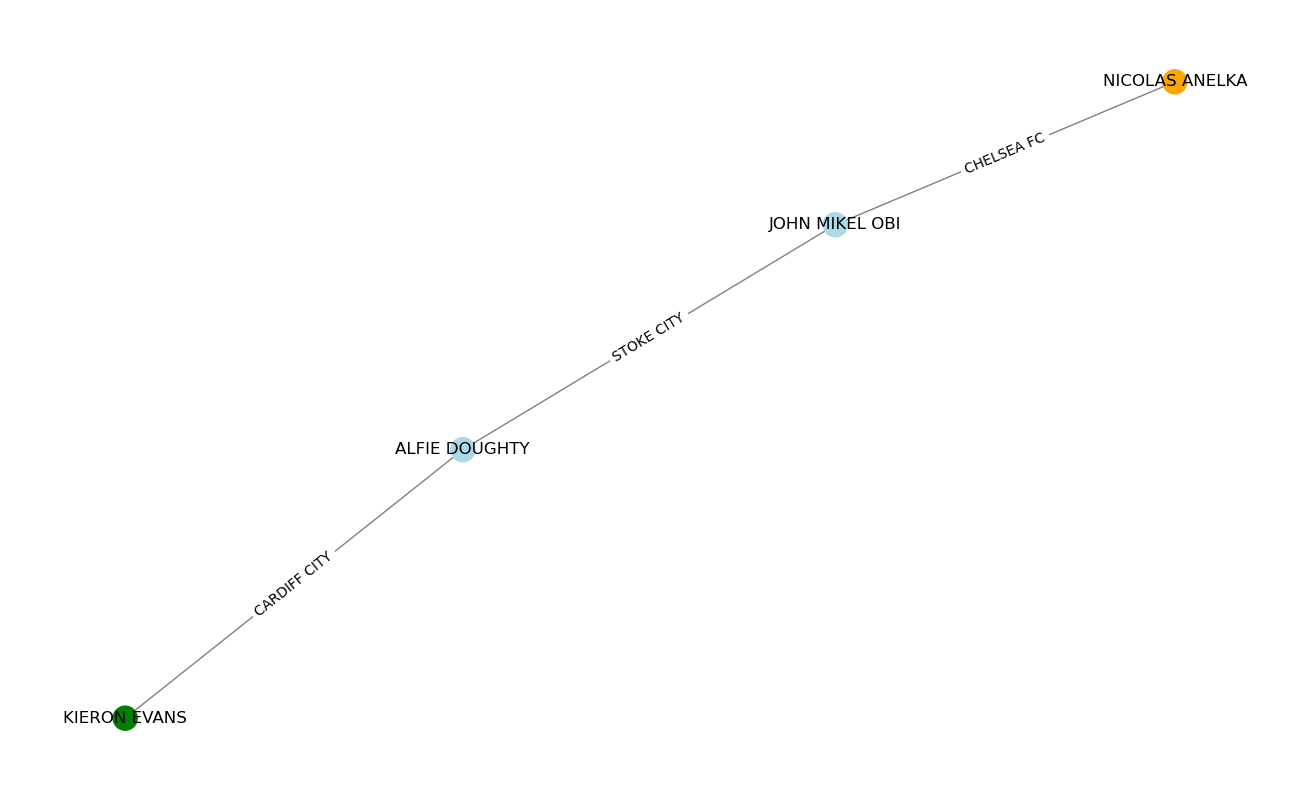 NICOLAS ANELKA
CHELSEA FC
JOHN MIKEL OBI
STOKE CITY
ALFIE DOUGHTY
CARDIFF CITY
KIERON EVANS